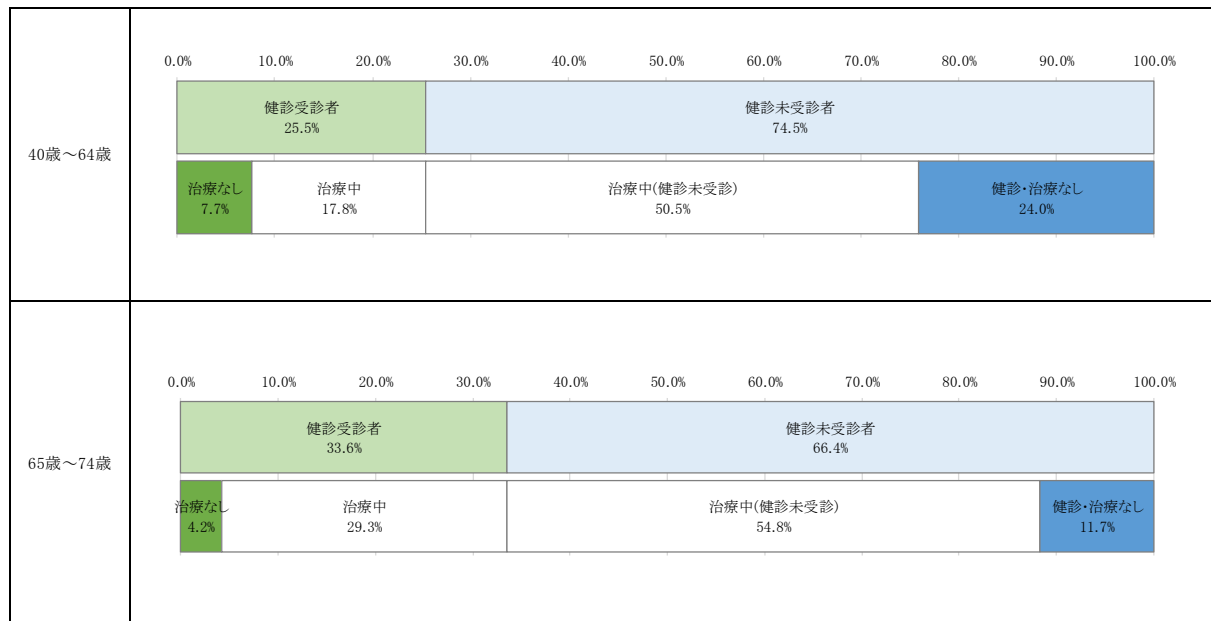 40歳～64歳
0.0% 10.0% 20.0% 30.0% 40.0% 50.0% 60.0% 70.0% 80.0% 90.0% 100.0%
健診受診者 健診未受診者
25.5% 74.5%
治療なし 治療中 治療中(健診未受診) 健診・治療なし
7.7% 17.8% 50.5% 24.0%
65歳～74歳
0.0% 10.0% 20.0% 30.0% 40.0% 50.0% 60.0% 70.0% 80.0% 90.0% 100.0%
健診受診者 健診未受診者
33.6% 66.4%
治療なし 治療中 治療中(健診未受診) 健診・治療なし
4.2% 29.3% 54.8% 11.7%